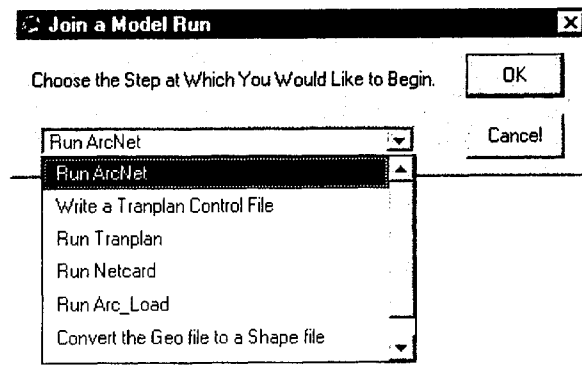 Join a Model Run
Choose the Step at Which You Would Like to Begin.
OK
Cancel
Run ArcNet
Run ArcNet
Write a Tranplan Control File
Run Tranplan
Run Netcard
Run Arc_Load
Convert the Geo file to a Shape file